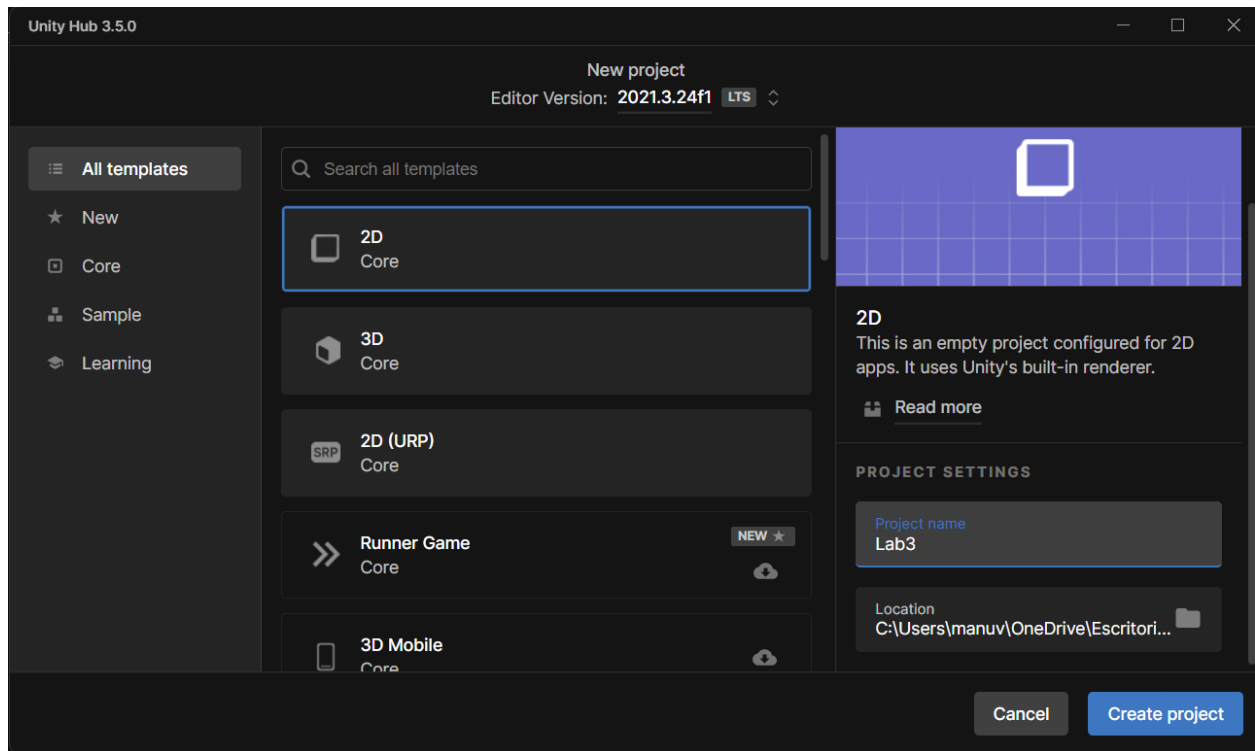 Unity Hub 3.5.0
New project
Editor Version: 2021.3.24f1 LTS
All templates
New
Core
Sample
Learning
Search all templates
2D
Core
3D
Core
SRP
2D (URP)
Core
Runner Game
Core
NEW
3D Mobile
Core
2D
This is an empty project configured for 2D
apps. It uses Unity's built-in renderer.
Read more
PROJECT SETTINGS
Project name
Lab3
Location
C:\Users\manuv\OneDrive\Escritori...
Cancel
Create project